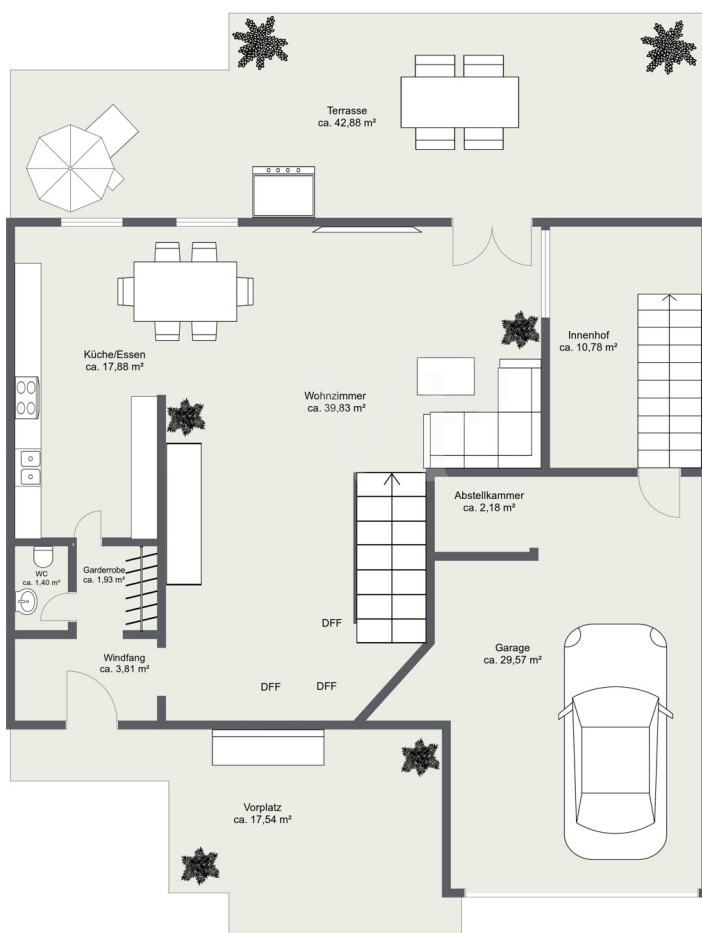 Terrasse
ca. 42,88 m²
Innenhof
ca. 10,78 m²
Küche/Essen
ca. 17,88 m²
Wohnzimmer
ca. 39,83 m²
Abstellkammer
ca. 2,18 m²
WC
ca. 1,40 m²
Garderrobe
ca. 1,93 m²
DFF
Windfang
ca. 3,81 m²
Garage
ca. 29,57 m²
DFF DFF
Vorplatz
ca. 17,54 m²